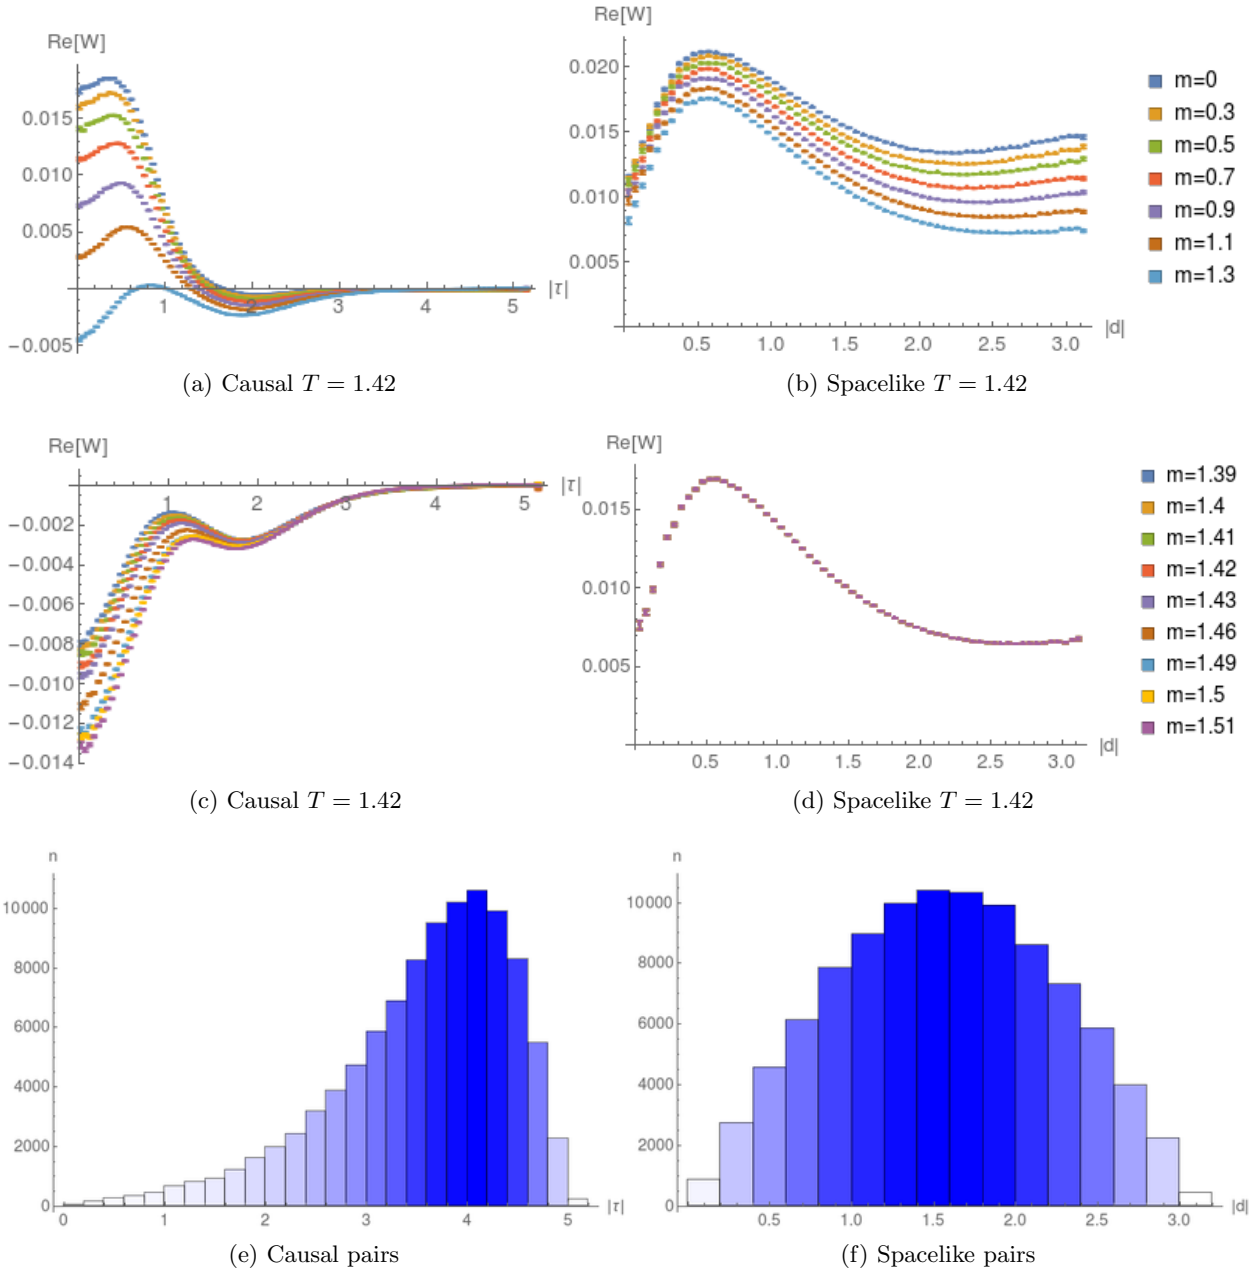 Re[W]
0.015
0.010
0.005
-0.005
1
2
3
4
5
|τ|
(a) Causal T = 1.42
Re[W]
0.020
0.015
0.010
0.005
0.5
1.0
1.5
2.0
2.5
3.0
|d|
(b) Spacelike T = 1.42
m=0
m=0.3
m=0.5
m=0.7
m=0.9
m=1.1
m=1.3
Re[W]
1
2
3
4
5
|τ|
-0.002
-0.004
-0.006
-0.008
-0.010
-0.012
-0.014
(c) Causal T = 1.42
Re[W]
0.015
0.010
0.005
0.5
1.0
1.5
2.0
2.5
3.0
|d|
(d) Spacelike T = 1.42
m=1.39
m=1.4
m=1.41
m=1.42
m=1.43
m=1.46
m=1.49
m=1.5
m=1.51
n
10000
8000
6000
4000
2000
0
0
1
2
3
4
5
|τ|
(e) Causal pairs
n
10000
8000
6000
4000
2000
0
0.5
1.0
1.5
2.0
2.5
3.0
|d|
(f) Spacelike pairs